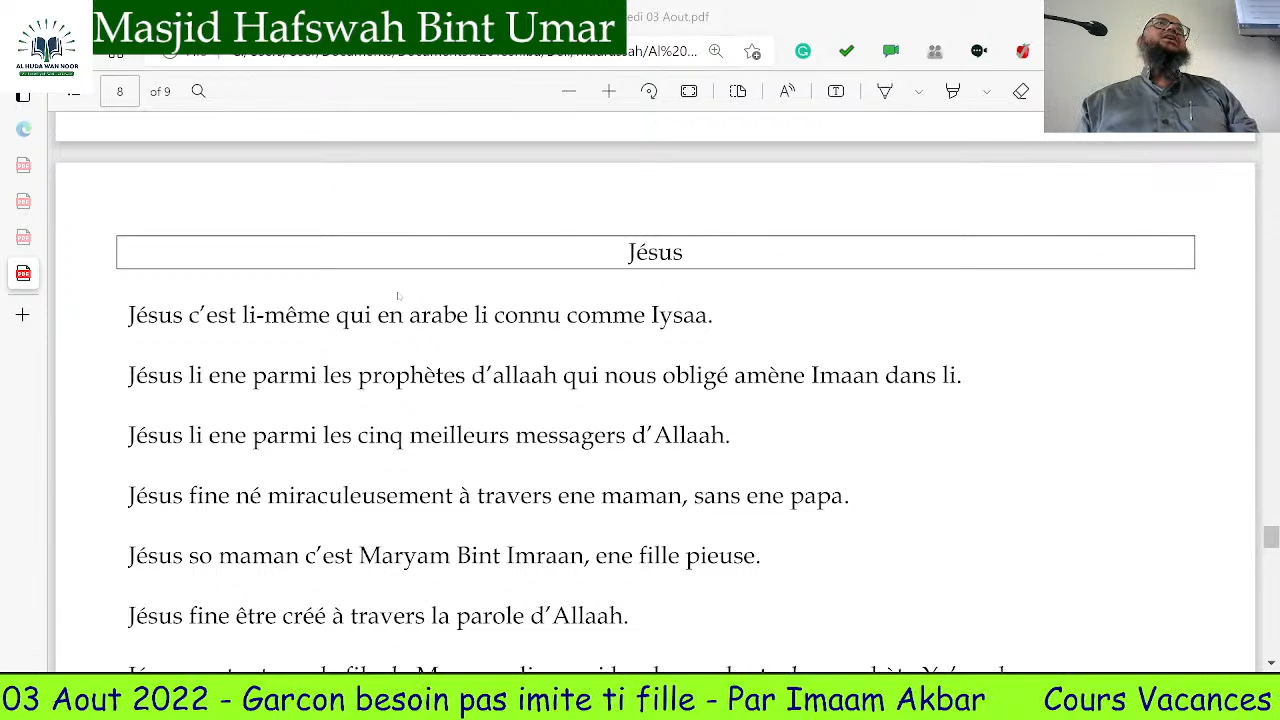 Masjid Hafswah Bint Umar
edi 03 Aout.pdf
AL HUDA WAN NOOR
8 of 9
Jésus
Jésus c’est li-même qui en arabe li connu comme Iysaa.
Jésus li ene parmi les prophètes d’allaah qui nous obligé amène Imaan dans li.
Jésus li ene parmi les cinq meilleurs messagers d’Allaah.
Jésus fine né miraculeusement à travers ene maman, sans ene papa.
Jésus so maman c’est Maryam Bint Imraan, ene fille pieuse.
Jésus fine être créé à travers la parole d’Allaah.
03 Aout 2022 - Garcon besoin pas imite ti fille - Par Imaam Akbar Cours Vacances